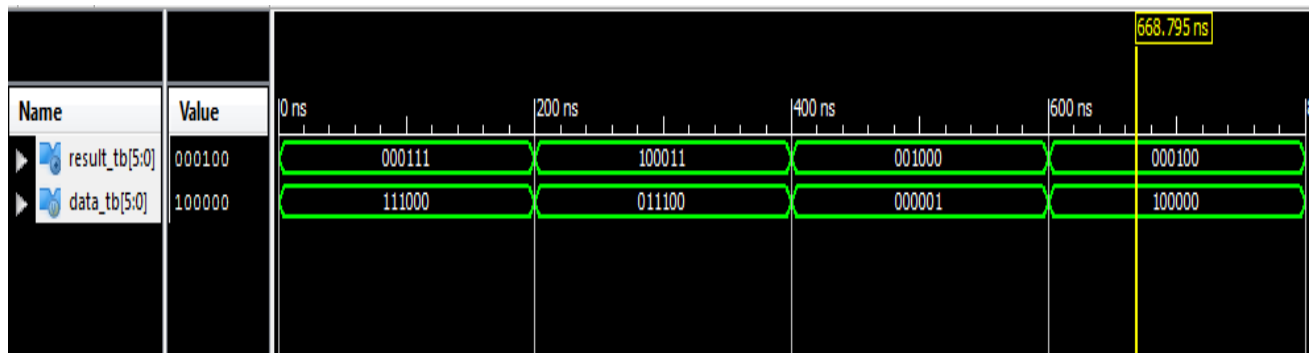 668.795 ns
Name Value 0 ns 200 ns 400 ns 600 ns
result_tb[5:0] 000100 000111 100011 001000 000100
data_tb[5:0] 100000 111000 011100 000001 100000